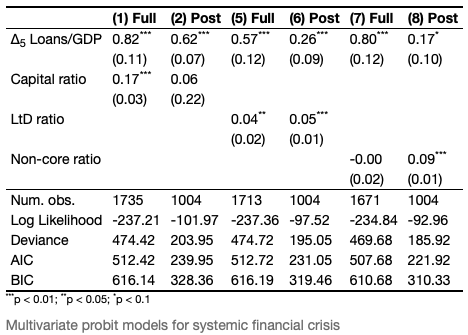 (1) Full (2) Post (5) Full (6) Post (7) Full (8) Post
Δ5 Loans/GDP 0.82*** 0.62*** 0.57*** 0.26*** 0.80*** 0.17*
(0.11) (0.07) (0.12) (0.09) (0.12) (0.10)
Capital ratio 0.17*** 0.06
(0.03) (0.22)
LtD ratio 0.04** 0.05***
(0.02) (0.01)
Non-core ratio -0.00 0.09***
(0.02) (0.01)
Num. obs. 1735 1004 1713 1004 1671 1004
Log Likelihood -237.21 -101.97 -237.36 -97.52 -234.84 -92.96
Deviance 474.42 203.95 474.72 195.05 469.68 185.92
AIC 512.42 239.95 512.72 231.05 507.68 221.92
BIC 616.14 328.36 616.19 319.46 610.68 310.33
***p < 0.01; **p < 0.05; *p < 0.1
Multivariate probit models for systemic financial crisis